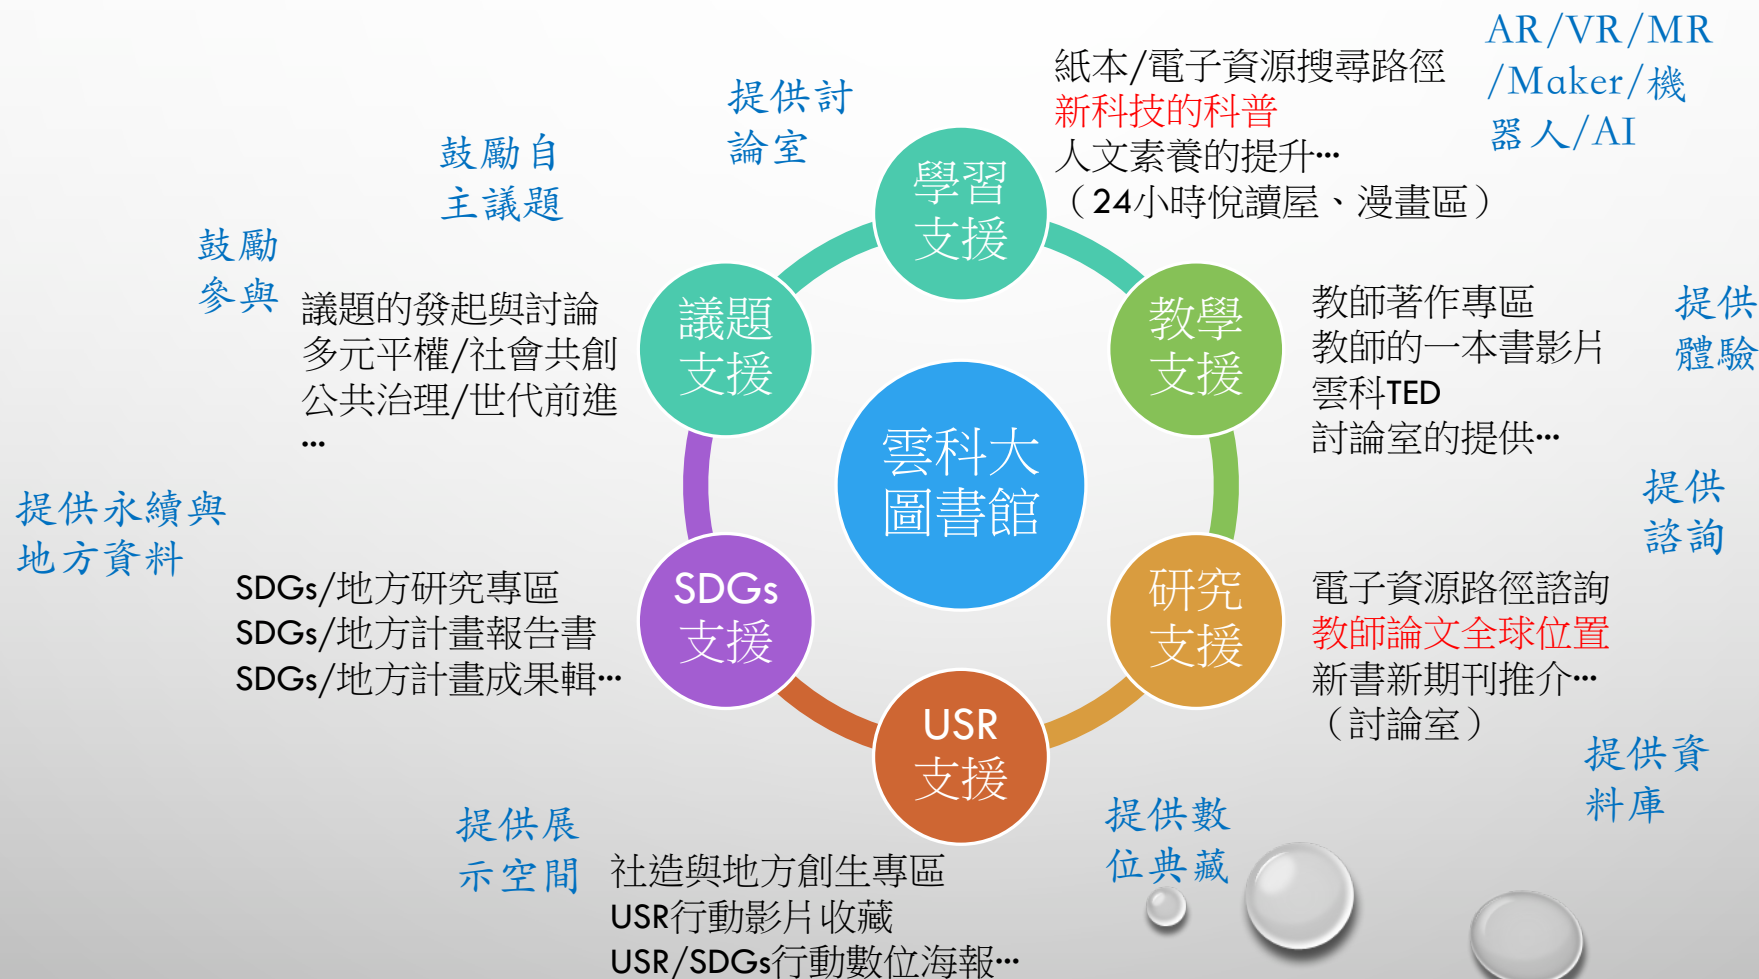 AR/VR/MR
/Maker/機
器人/AI
紙本/電子資源搜尋路徑
新科技的科普
人文素養的提升…
（24小時悅讀屋、漫畫區）
提供討
論室
鼓勵自
主議題
鼓勵
參與
學習
支援
議題的發起與討論
多元平權/社會共創
公共治理/世代前進
…
議題
支援
教學
支援
教師著作專區
教師的一本書影片
雲科TED
討論室的提供…
提供
體驗
雲科大
圖書館
提供永續與
地方資料
提供
諮詢
SDGs/地方研究專區
SDGs/地方計畫報告書
SDGs/地方計畫成果輯…
SDGs
支援
研究
支援
電子資源路徑諮詢
教師論文全球位置
新書新期刊推介…
（討論室）
USR
支援
提供資
料庫
提供展
示空間
提供數
位典藏
社造與地方創生專區
USR行動影片收藏
USR/SDGs行動數位海報…